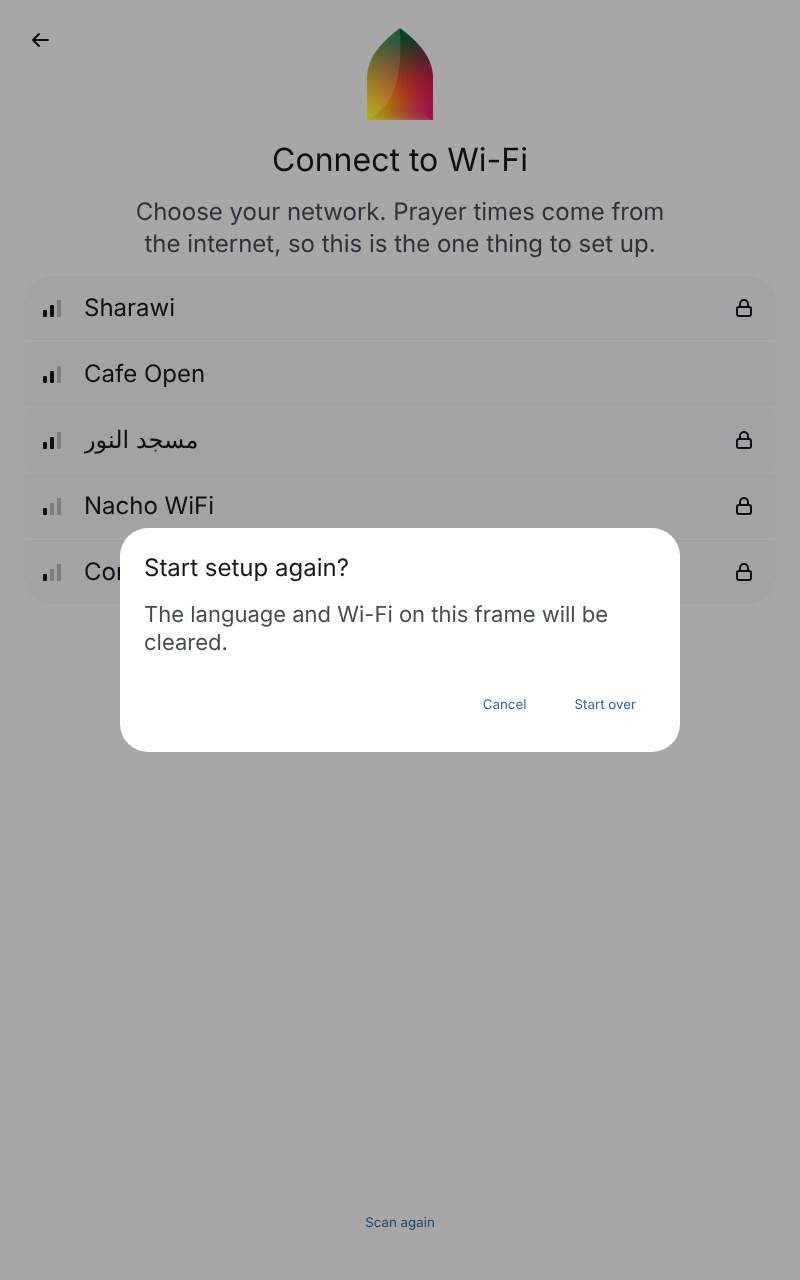 Connect to Wi-Fi
Choose your network. Prayer times come from
the internet, so this is the one thing to set up.
Sharawi
Cafe Open
مسجد النور
Nacho WiFi
Start setup again?
The language and Wi-Fi on this frame will be
cleared.
Cancel
Start over
Scan again